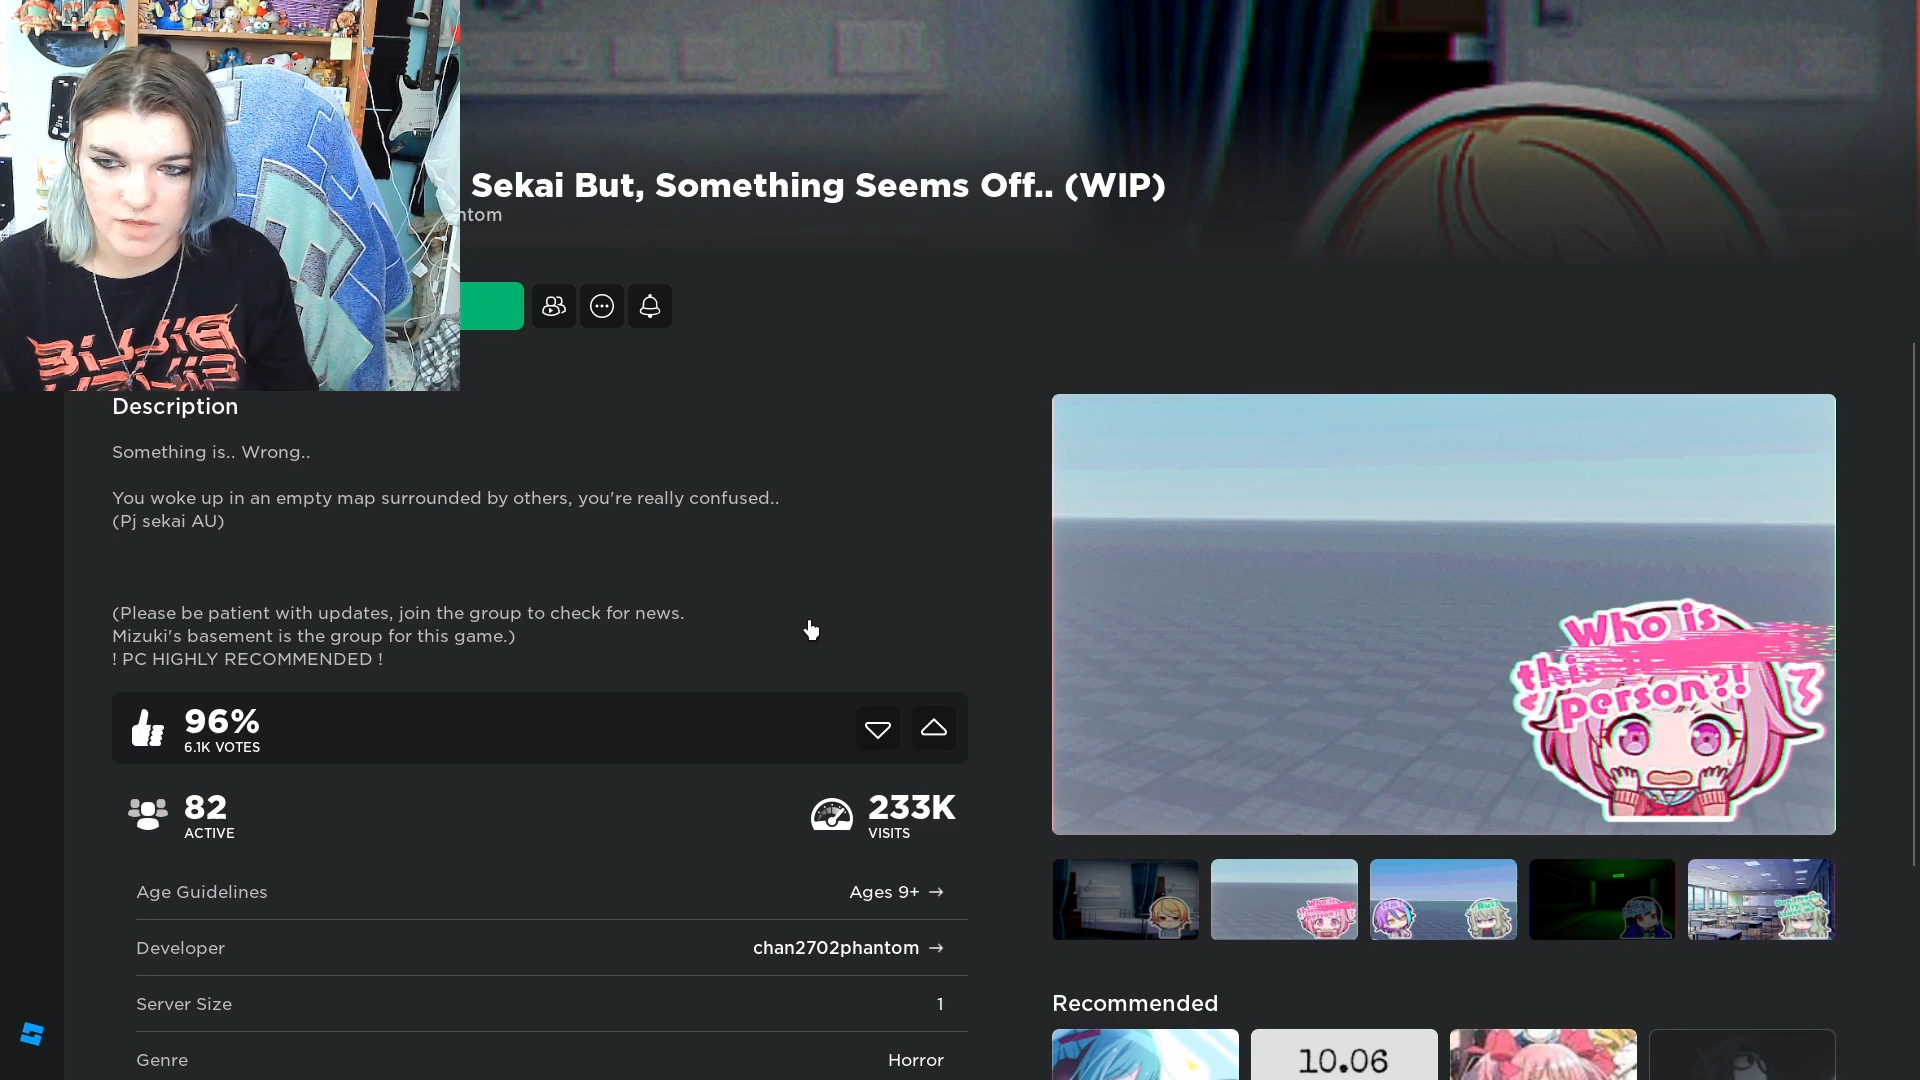 Sekai But, Something Seems Off.. (WIP)
ntom
Description
Something is.. Wrong..
You woke up in an empty map surrounded by others, you're really confused..
(Pj sekai AU)
(Please be patient with updates, join the group to check for news.
Mizuki's basement is the group for this game.)
! PC HIGHLY RECOMMENDED !
96%
6.1K VOTES
82
ACTIVE
233K
VISITS
Age Guidelines
Ages 9+ →
Developer
chan2702phantom →
Server Size
1
Genre
Horror
Who is
this
person?!
Recommended
10.06